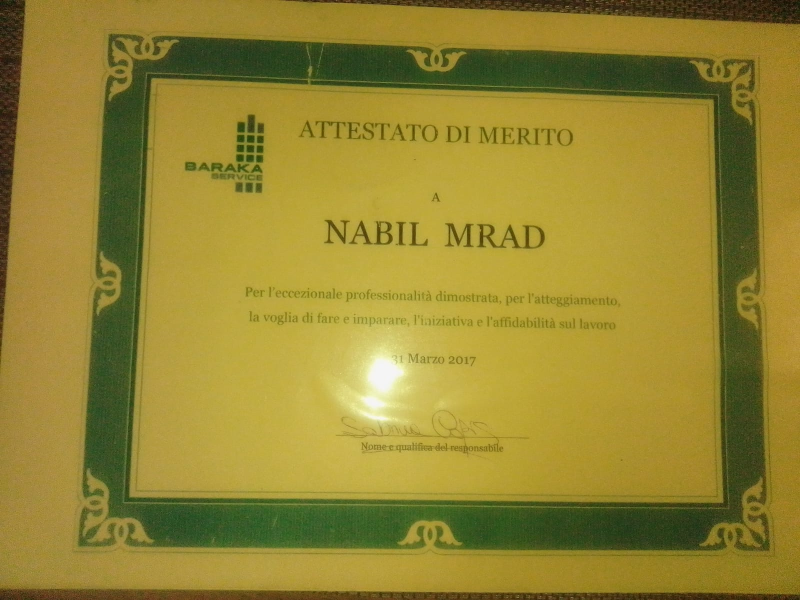 BARAKA
SERVICE
ATTESTATO DI MERITO
A
NABIL MRAD
Per l'eccezionale professionalità dimostrata, per l'atteggiamento,
la voglia di fare e imparare, l'iniziativa e l'affidabilità sul lavoro
31 Marzo 2017
Nome e qualifica del responsabile